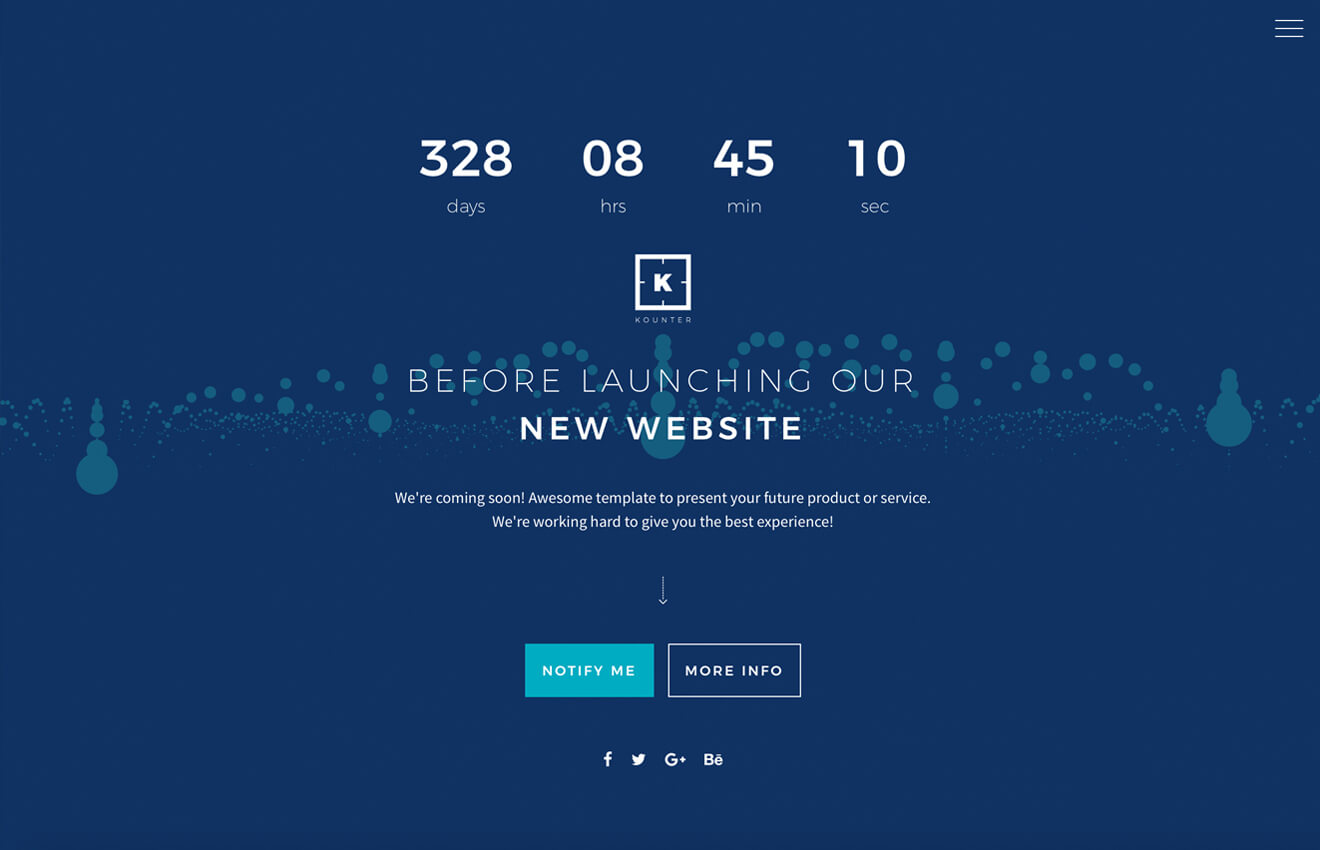 328 08 45 10
days hrs min sec
K
KOUNTER
BEFORE LAUNCHING OUR
NEW WEBSITE
We're coming soon! Awesome template to present your future product or service.
We're working hard to give you the best experience!
NOTIFY ME MORE INFO
f G+ Bē